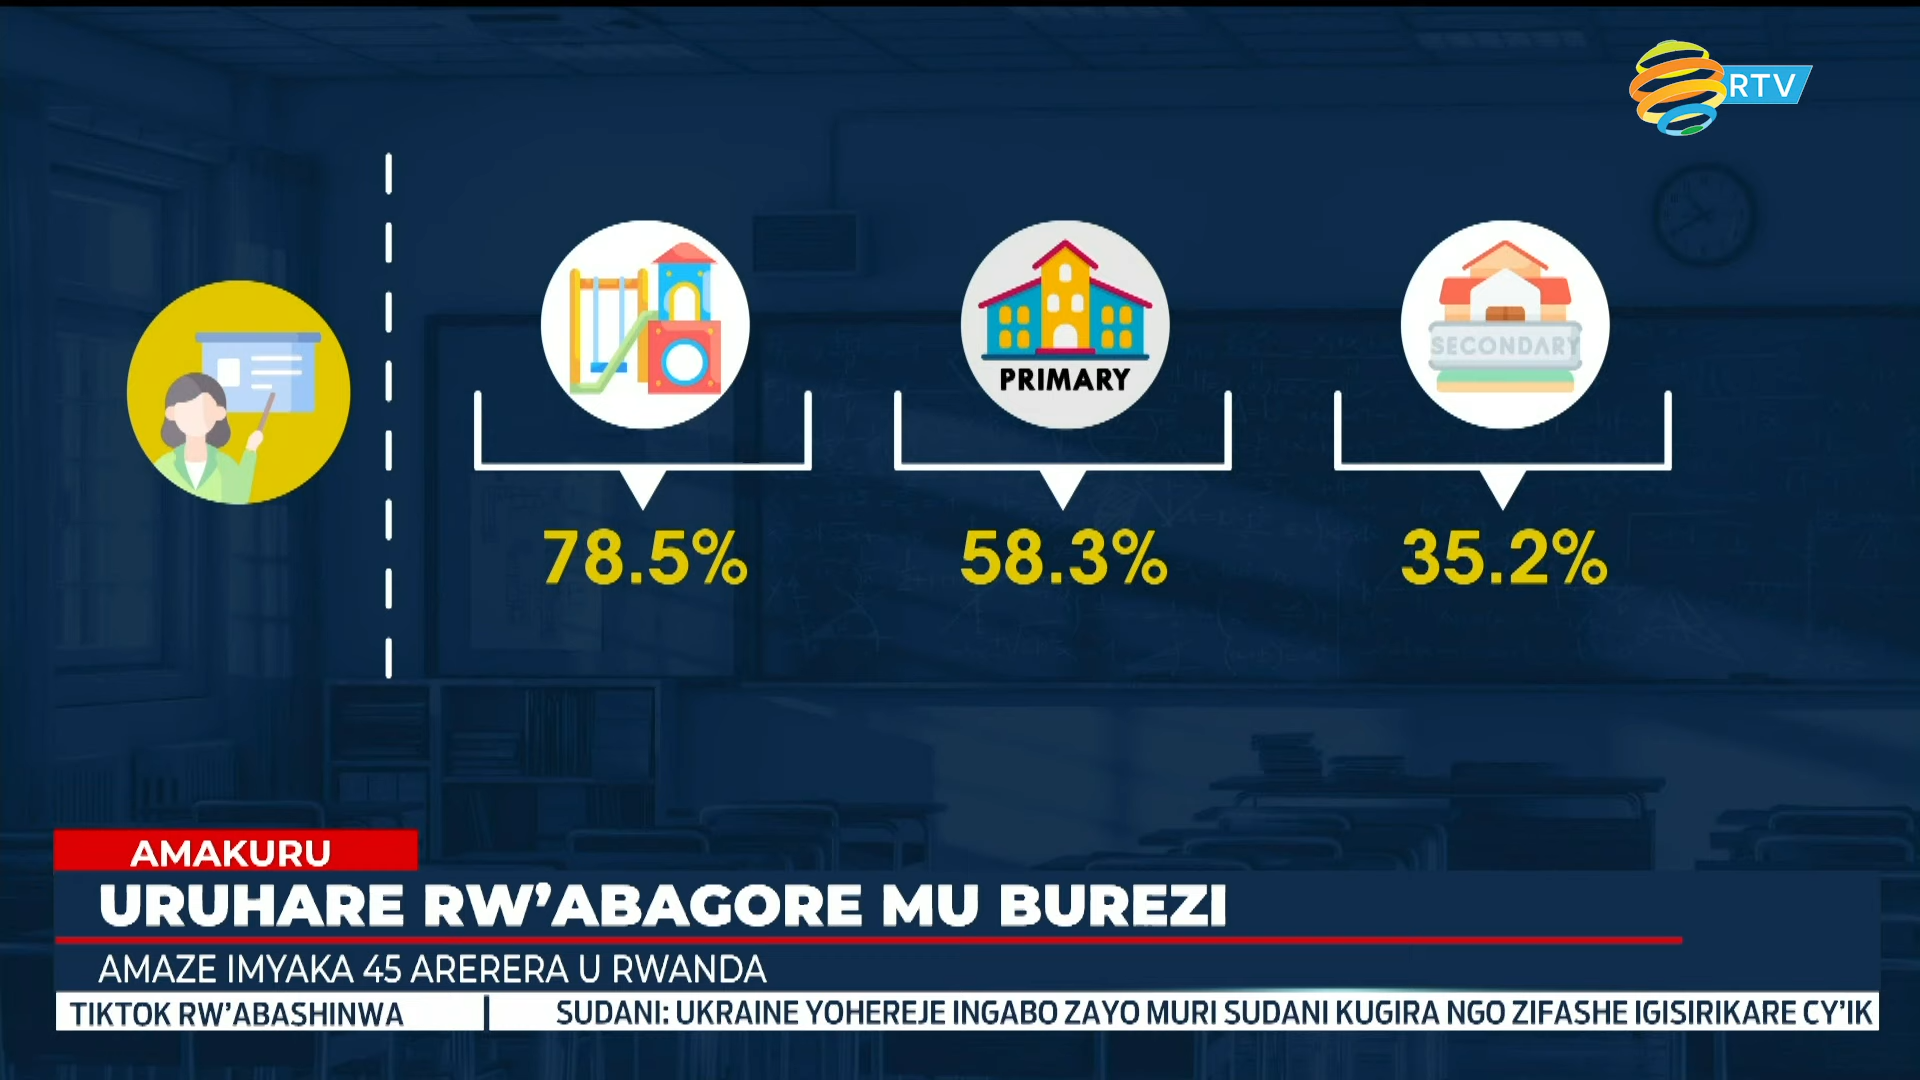 RTV
PRIMARY
SECONDARY
78.5%
58.3%
35.2%
AMAKURU
URUHARE RW'ABAGORE MU BUREZI
AMAZE IMYAKA 45 ARERERA U RWANDA
TIKTOK RW'ABASHINWA | SUDANI: UKRAINE YOHEREJE INGABO ZAYO MURI SUDANI KUGIRA NGO ZIFASHE IGISIRIKARE CY'IK